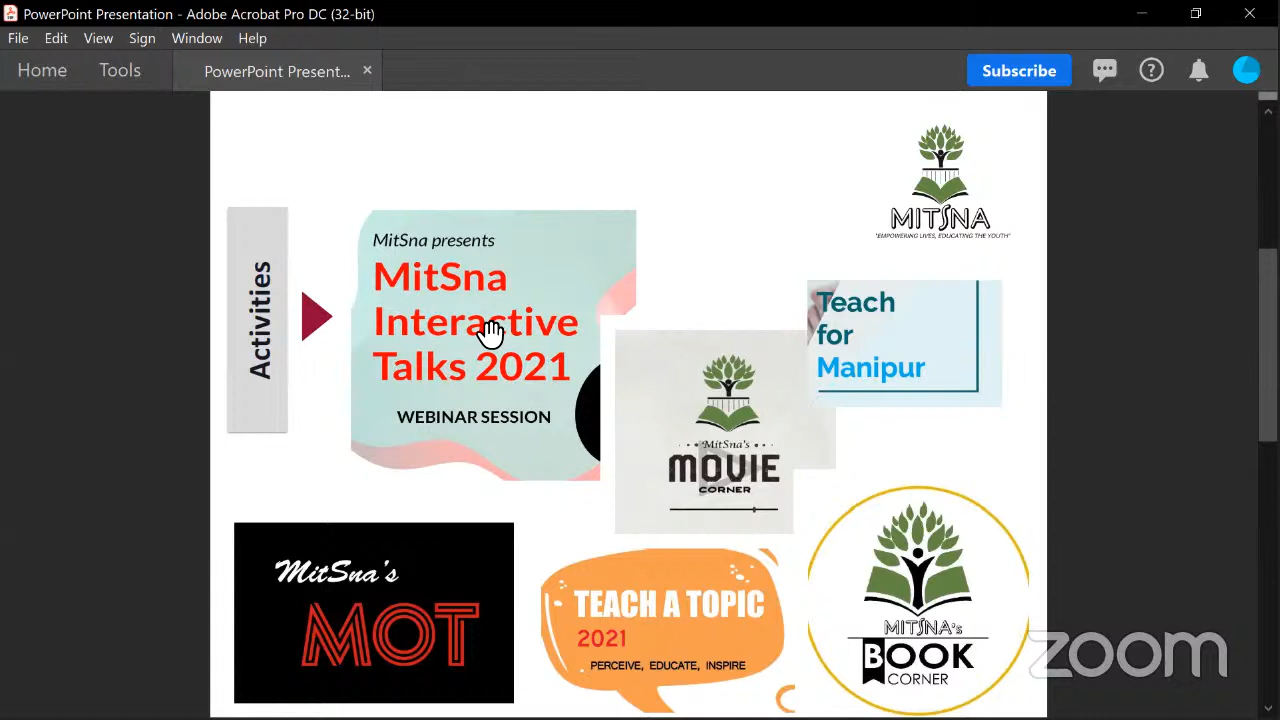 PowerPoint Presentation - Adobe Acrobat Pro DC (32-bit)
File Edit View Sign Window Help
Home Tools PowerPoint Present... × Subscribe
MITSNA
"EMPOWERING LIVES, EDUCATING THE YOUTH"
Activities
MitSna presents
MitSna
Interactive
Talks 2021
WEBINAR SESSION
Teach
for
Manipur
MitSna's
MOVIE
CORNER
MitSna's
MOT
TEACH A TOPIC
2021
PERCEIVE, EDUCATE, INSPIRE
MITSNA's
BOOK
CORNER
zoom